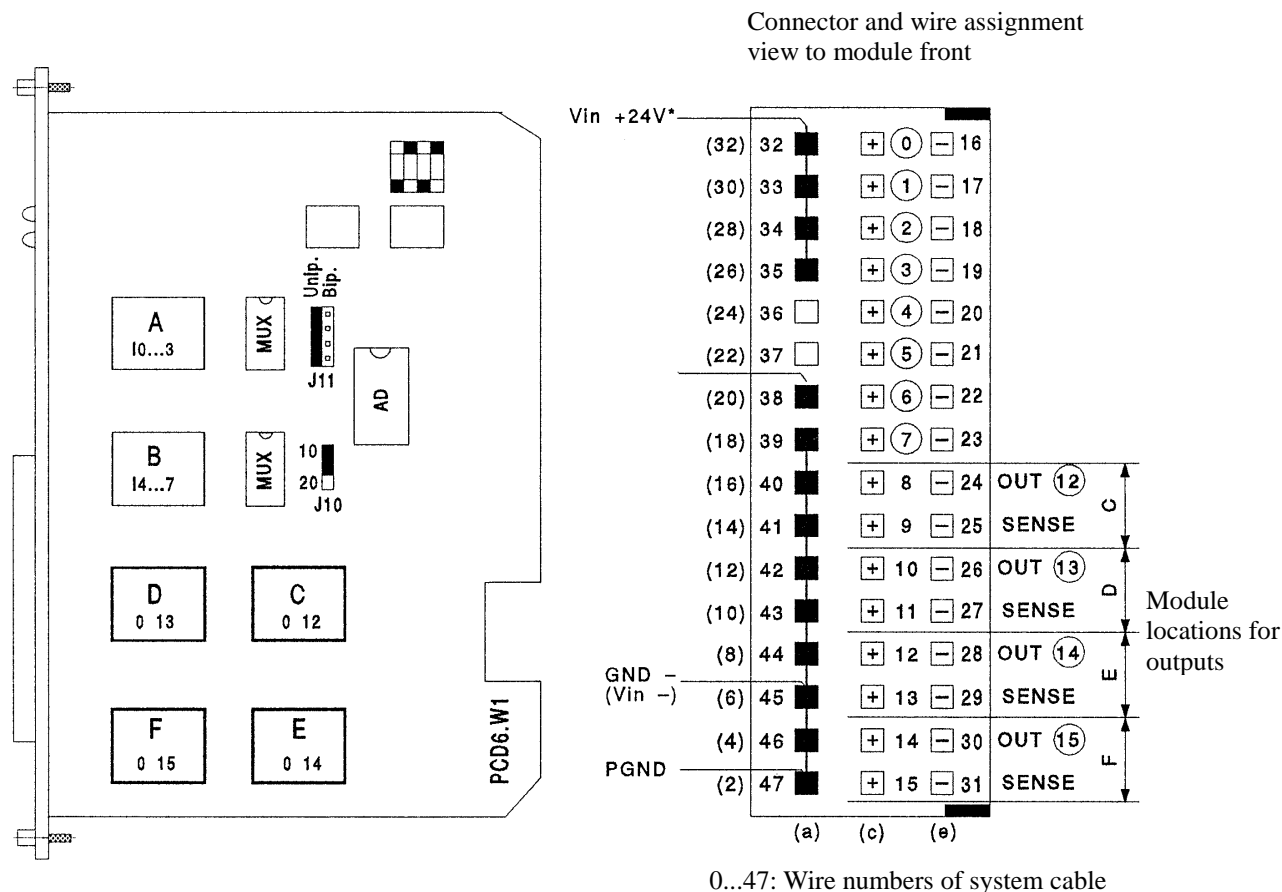 Connector and wire assignment
view to module front
Vin +24V*
(32) 32 + 0 − 16
(30) 33 + 1 − 17
(28) 34 + 2 − 18
(26) 35 + 3 − 19
(24) 36 + 4 − 20
(22) 37 + 5 − 21
(20) 38 + 6 − 22
(18) 39 + 7 − 23
(16) 40 + 8 − 24 OUT 12
(14) 41 + 9 − 25 SENSE
C
(12) 42 + 10 − 26 OUT 13
(10) 43 + 11 − 27 SENSE
D
(8) 44 + 12 − 28 OUT 14
(6) 45 + 13 − 29 SENSE
E
(4) 46 + 14 − 30 OUT 15
(2) 47 + 15 − 31 SENSE
F
GND −
(Vin −)
PGND
(a) (c) (e)
Module
locations for
outputs
0...47: Wire numbers of system cable
Unip.
Bip.
A
I0...3
MUX
J11
AD
B
I4...7
MUX
10
20
J10
D
0 13
C
0 12
F
0 15
E
0 14
PCD6.W1